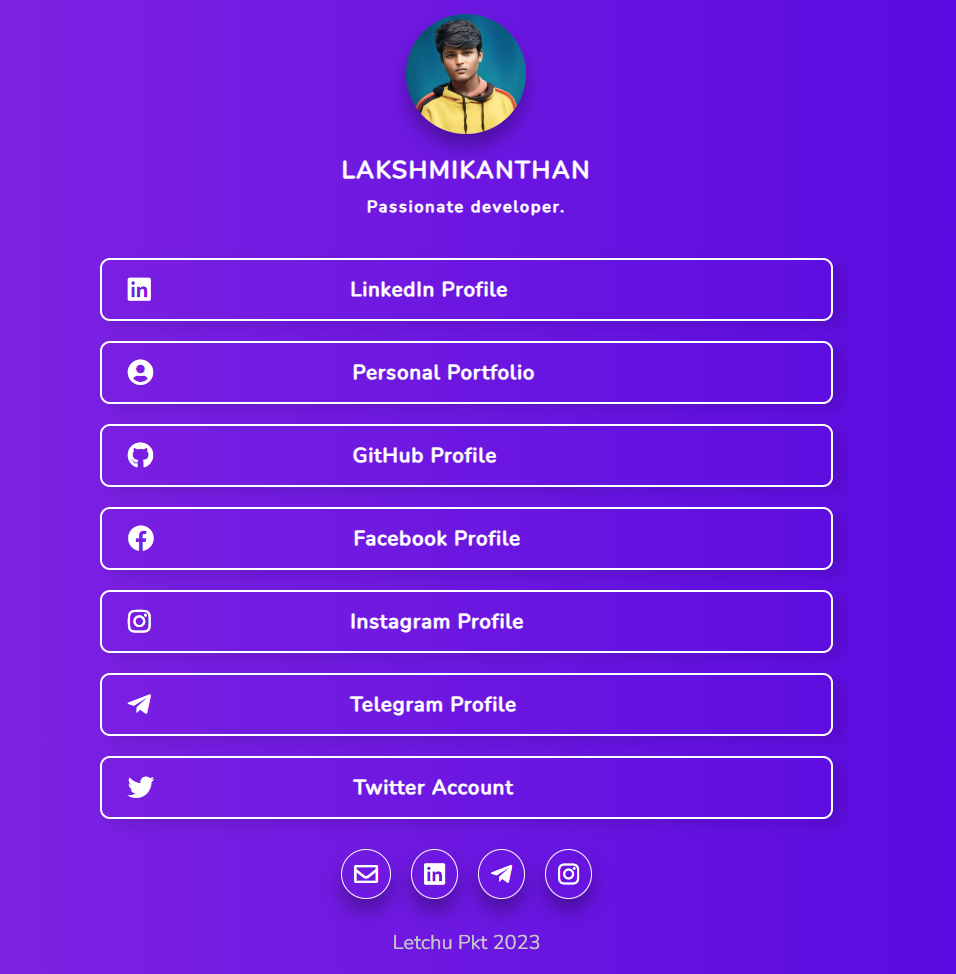 LAKSHMIKANTHAN
Passionate developer.
LinkedIn Profile
Personal Portfolio
GitHub Profile
Facebook Profile
Instagram Profile
Telegram Profile
Twitter Account
Letchu Pkt 2023